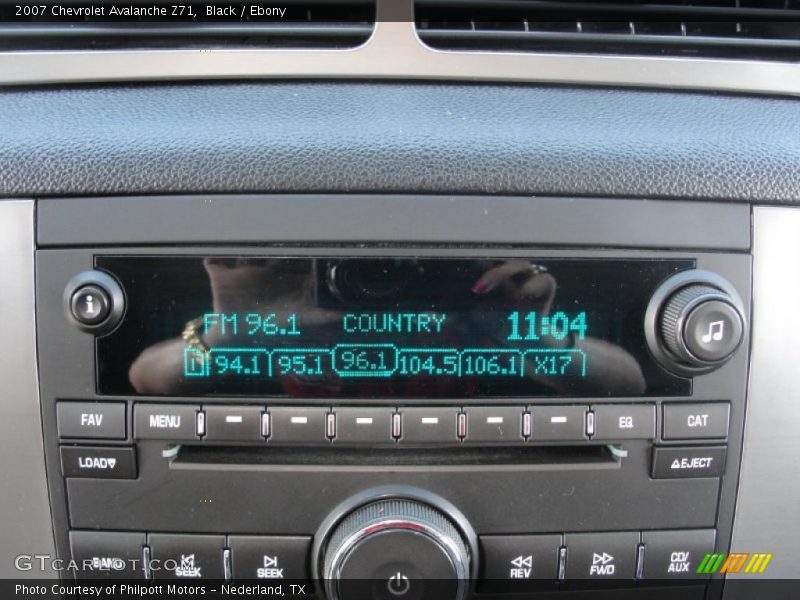 2007 Chevrolet Avalanche Z71, Black / Ebony
i
FM 96.1 COUNTRY 11:04
1 94.1 95.1 96.1 104.5 106.1 X17
FAV MENU EQ CAT
LOAD EJECT
BAND SEEK SEEK REV FWD CD/AUX
GTCarLot.com
Photo Courtesy of Philpott Motors - Nederland, TX